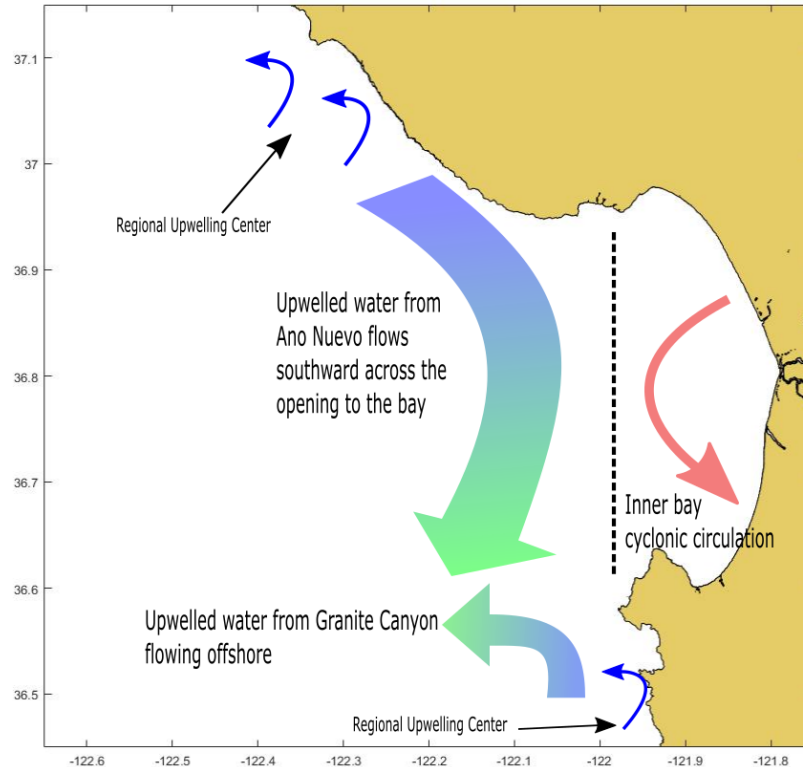 37.1
37
36.9
36.8
36.7
36.6
36.5
Regional Upwelling Center
Upwelled water from
Ano Nuevo flows
southward across the
opening to the bay
Inner bay
cyclonic circulation
Upwelled water from Granite Canyon
flowing offshore
Regional Upwelling Center
-122.6
-122.5
-122.4
-122.3
-122.2
-122.1
-122
-121.9
-121.8